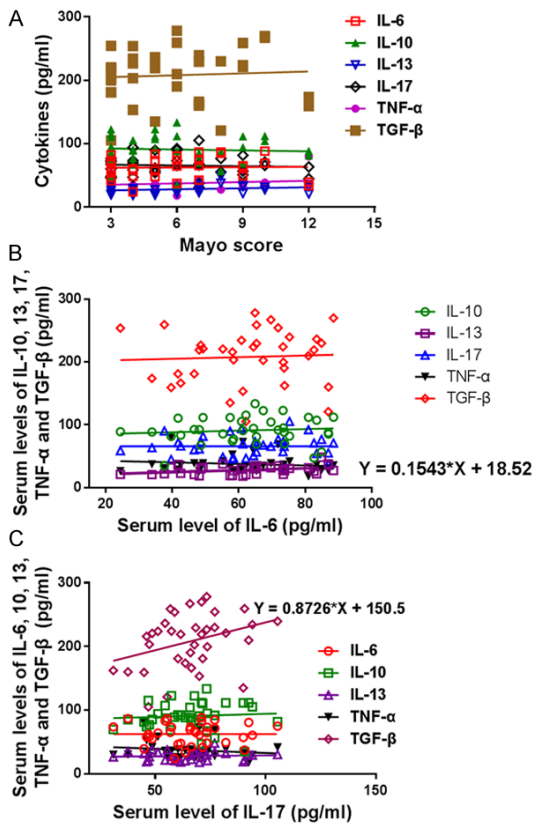 A
Cytokines (pg/ml)
300
200
100
0
3
6
9
12
15
Mayo score
IL-6
IL-10
IL-13
IL-17
TNF-α
TGF-β
B
Serum levels of IL-10, 13, 17,
TNF-α and TGF-β (pg/ml)
300
200
100
0
20
40
60
80
100
Serum level of IL-6 (pg/ml)
IL-10
IL-13
IL-17
TNF-α
TGF-β
Y = 0.1543*X + 18.52
C
Serum levels of IL-6, 10, 13,
TNF-α and TGF-β (pg/ml)
300
200
100
0
50
100
150
Serum level of IL-17 (pg/ml)
Y = 0.8726*X + 150.5
IL-6
IL-10
IL-13
TNF-α
TGF-β